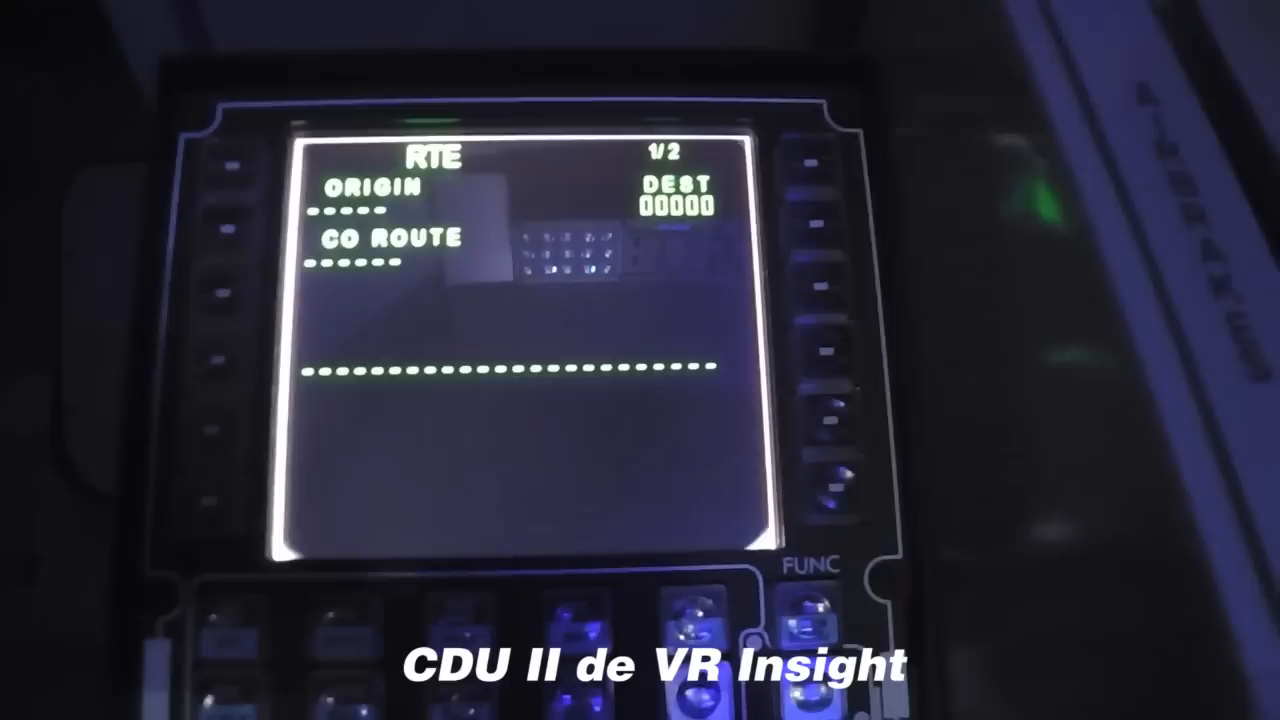 RTE 1/2
ORIGIN DEST
----- 00000
CO ROUTE
------
------------------------
FUNC
CDU II de VR Insight